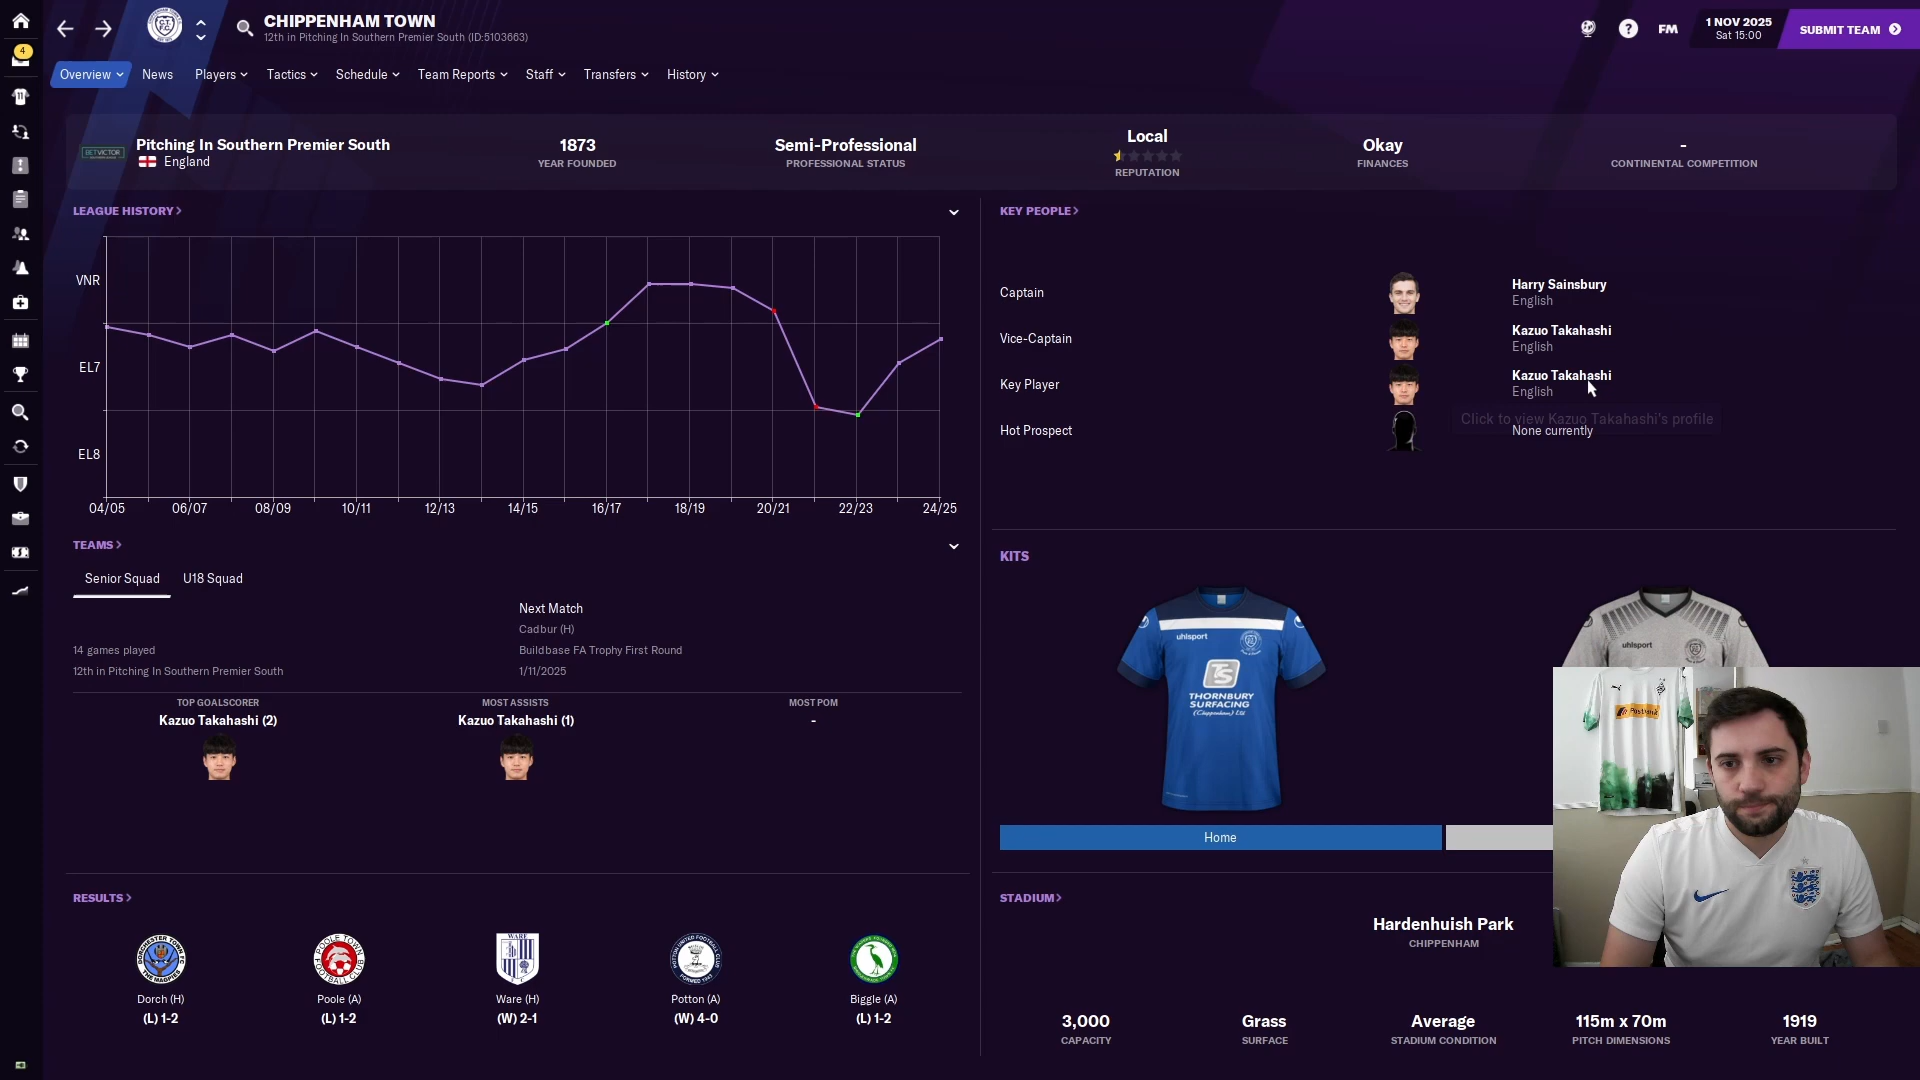 CHIPPENHAM TOWN
12th in Pitching In Southern Premier South (ID:5103663)
FM
1 NOV 2025
Sat 15:00
SUBMIT TEAM
4
11
Overview
News
Players
Tactics
Schedule
Team Reports
Staff
Transfers
History
BETVICTOR
Pitching In Southern Premier South
England
1873
YEAR FOUNDED
Semi-Professional
PROFESSIONAL STATUS
Local
REPUTATION
Okay
FINANCES
-
CONTINENTAL COMPETITION
LEAGUE HISTORY >
VNR
EL7
EL8
04/05
06/07
08/09
10/11
12/13
14/15
16/17
18/19
20/21
22/23
24/25
KEY PEOPLE >
Captain
Harry Sainsbury
English
Vice-Captain
Kazuo Takahashi
English
Key Player
Kazuo Takahashi
English
Click to view Kazuo Takahashi's profile
Hot Prospect
None currently
TEAMS >
Senior Squad
U18 Squad
14 games played
12th in Pitching In Southern Premier South
Next Match
Cadbur (H)
Buildbase FA Trophy First Round
1/11/2025
TOP GOALSCORER
Kazuo Takahashi (2)
MOST ASSISTS
Kazuo Takahashi (1)
MOST POM
-
KITS
uhlsport
TS
THORNBURY
SURFACING
(Chippenham) Ltd
uhlsport
Home
Postbank
RESULTS >
Dorch (H)
(L) 1-2
Poole (A)
(L) 1-2
WARE
Ware (H)
(W) 2-1
Potton (A)
(W) 4-0
Biggle (A)
(L) 1-2
STADIUM >
Hardenhuish Park
CHIPPENHAM
3,000
CAPACITY
Grass
SURFACE
Average
STADIUM CONDITION
115m x 70m
PITCH DIMENSIONS
1919
YEAR BUILT